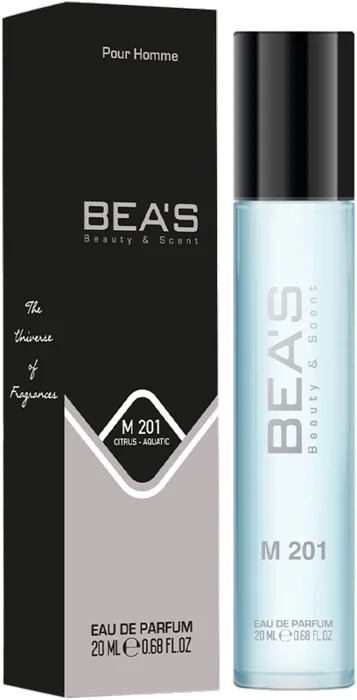 The
Universe
of
Fragrances
Pour Homme
BEA'S
Beauty & Scent
M 201
CITRUS - AQUATIC
EAU DE PARFUM
20 ML ℮ 0.68 FL.OZ
BEA'S
Beauty & Scent
M 201
EAU DE PARFUM
20 ML ℮ 0.68 FL.OZ